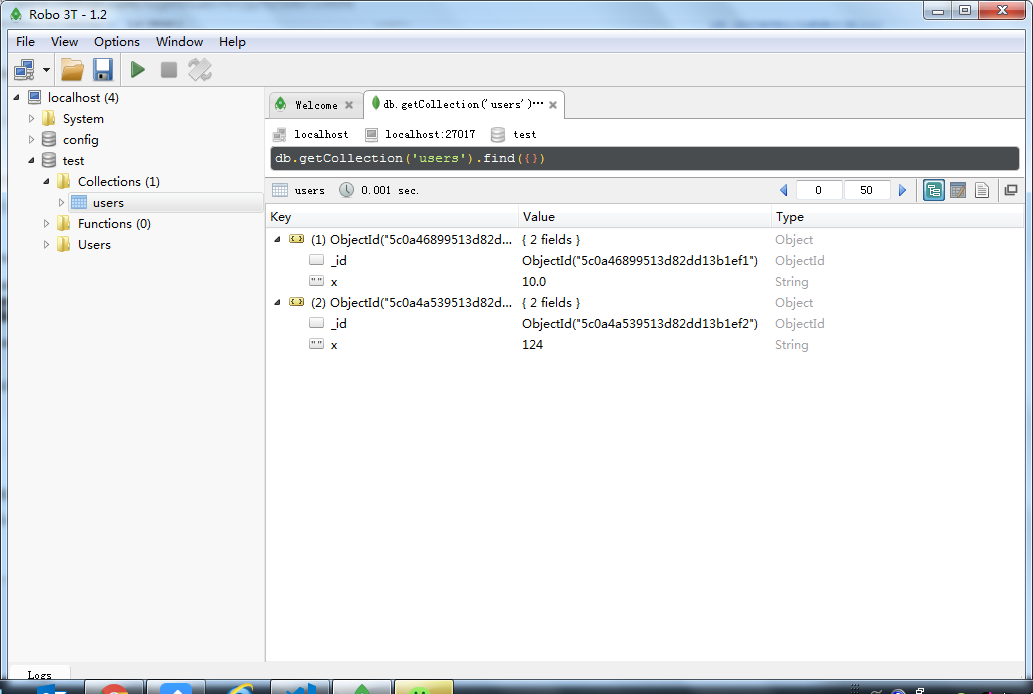 Robo 3T - 1.2
File View Options Window Help
localhost (4)
System
config
test
Collections (1)
users
Functions (0)
Users
Welcome
db.getCollection('users')···
localhost localhost:27017 test
db.getCollection('users').find({})
users 0.001 sec. 0 50
Key Value Type
(1) ObjectId("5c0a46899513d82d... { 2 fields } Object
_id ObjectId("5c0a46899513d82dd13b1ef1") ObjectId
x 10.0 String
(2) ObjectId("5c0a4a539513d82d... { 2 fields } Object
_id ObjectId("5c0a4a539513d82dd13b1ef2") ObjectId
x 124 String
Logs